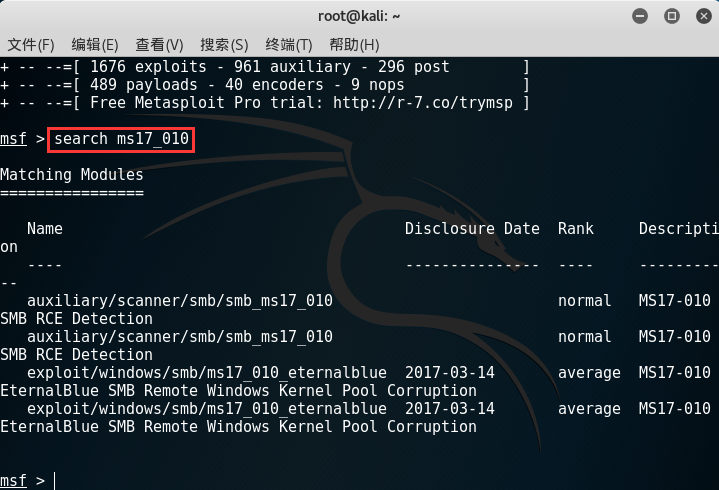 root@kali: ~
文件(F) 编辑(E) 查看(V) 搜索(S) 终端(T) 帮助(H)
+ -- --=[ 1676 exploits - 961 auxiliary - 296 post        ]
+ -- --=[ 489 payloads - 40 encoders - 9 nops             ]
+ -- --=[ Free Metasploit Pro trial: http://r-7.co/trymsp ]
msf > search ms17_010
Matching Modules
================
   Name                                      Disclosure Date  Rank     Descripti
on
   ----                                      ---------------  ----     ---------
--
   auxiliary/scanner/smb/smb_ms17_010                         normal   MS17-010
SMB RCE Detection
   auxiliary/scanner/smb/smb_ms17_010                         normal   MS17-010
SMB RCE Detection
   exploit/windows/smb/ms17_010_eternalblue  2017-03-14       average  MS17-010
EternalBlue SMB Remote Windows Kernel Pool Corruption
   exploit/windows/smb/ms17_010_eternalblue  2017-03-14       average  MS17-010
EternalBlue SMB Remote Windows Kernel Pool Corruption
msf >